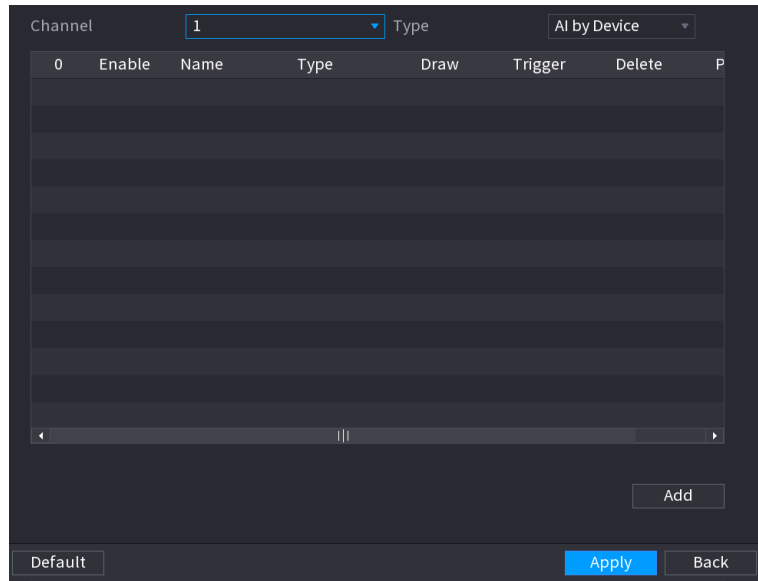 Channel 1 Type AI by Device
0 Enable Name Type Draw Trigger Delete P
Add
Default Apply Back